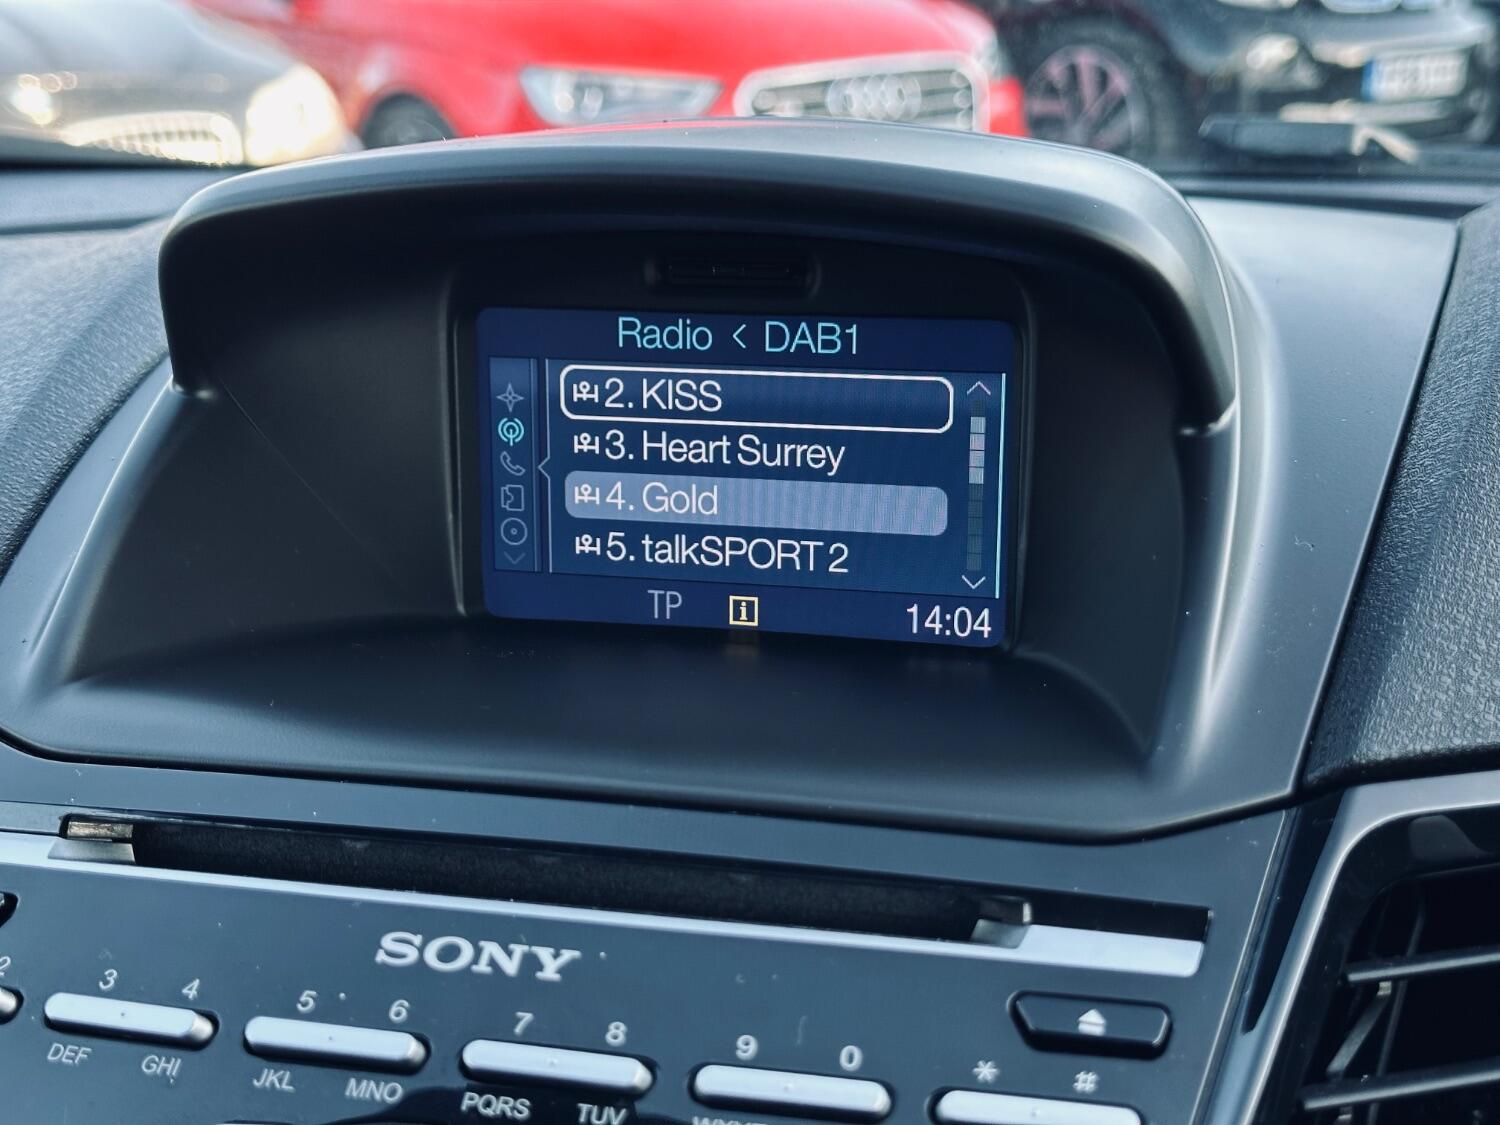 Radio < DAB1
2. KISS
3. Heart Surrey
4. Gold
5. talkSPORT 2
TP i 14:04
SONY
2 3 4 5 6 7 8 9 0 * #
DEF GHI JKL MNO PQRS TUV